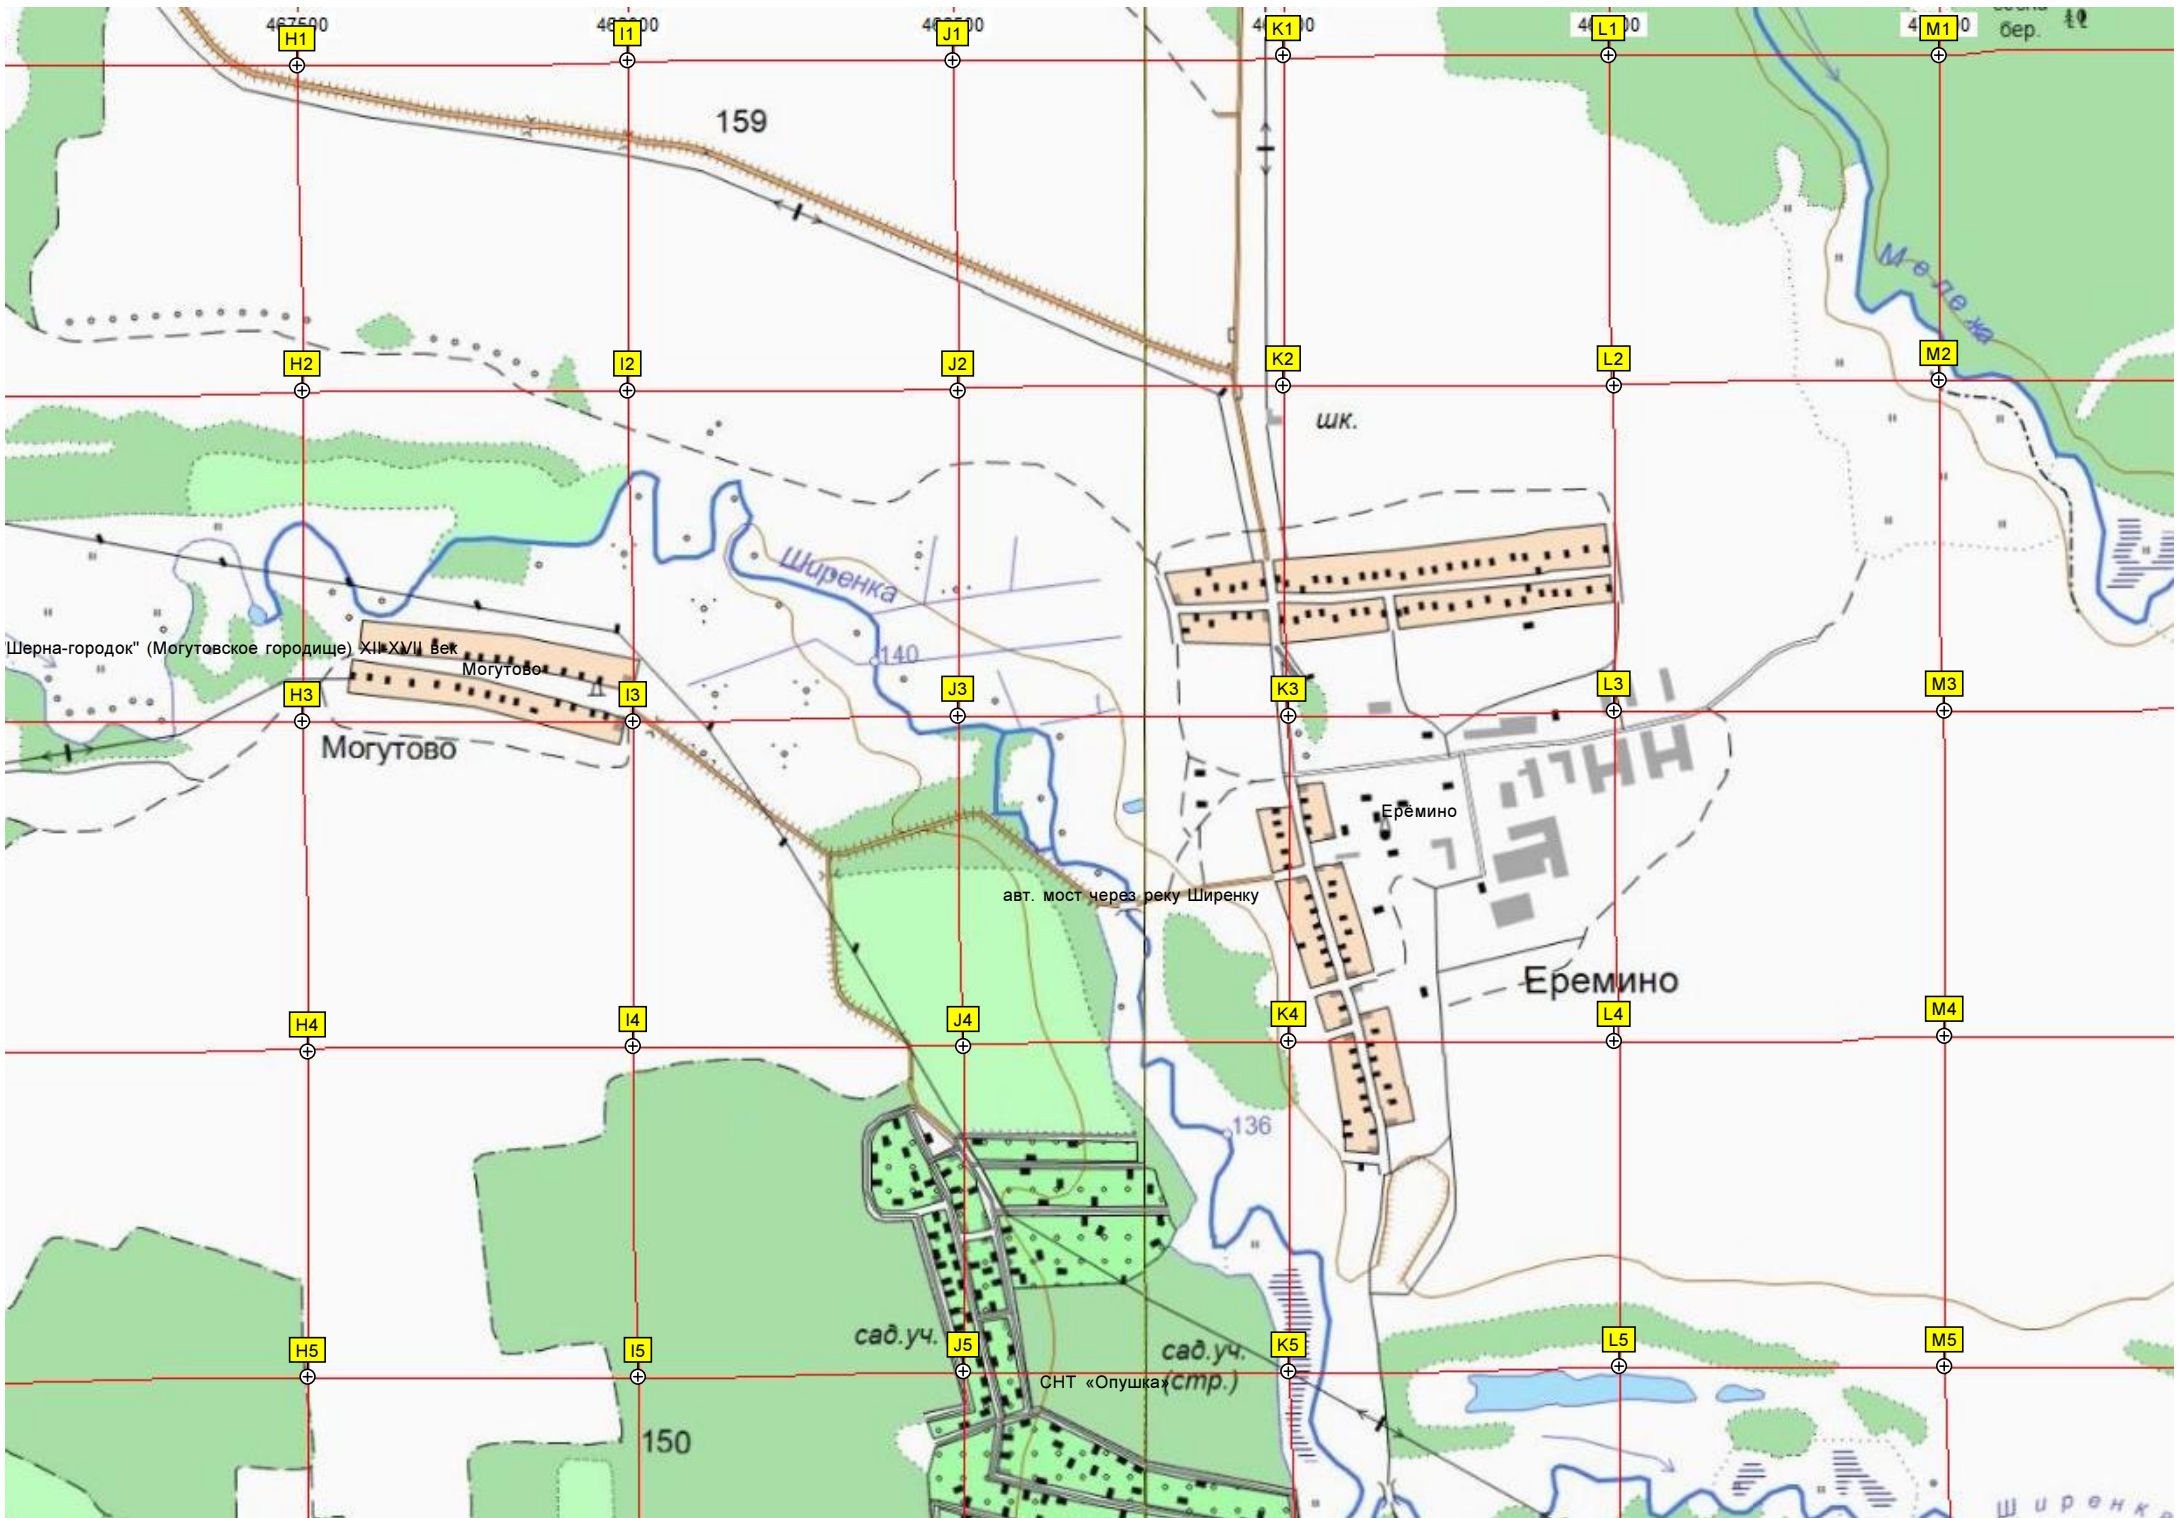 467500
бер.
H1
I1
J1
K1
L1
M1
159
Мележа
H2
I2
J2
K2
L2
M2
шк.
Ширенка
"Шерна-городок" (Могутовское городище) XII-XVII век
Могутово
140
H3
I3
J3
K3
L3
M3
Могутово
Ерёмино
авт. мост через реку Ширенку
Еремино
H4
I4
J4
K4
L4
M4
136
сад.уч.
сад.уч.
(стр.)
H5
I5
J5
K5
L5
M5
СНТ «Опушка»
150
Ширенк